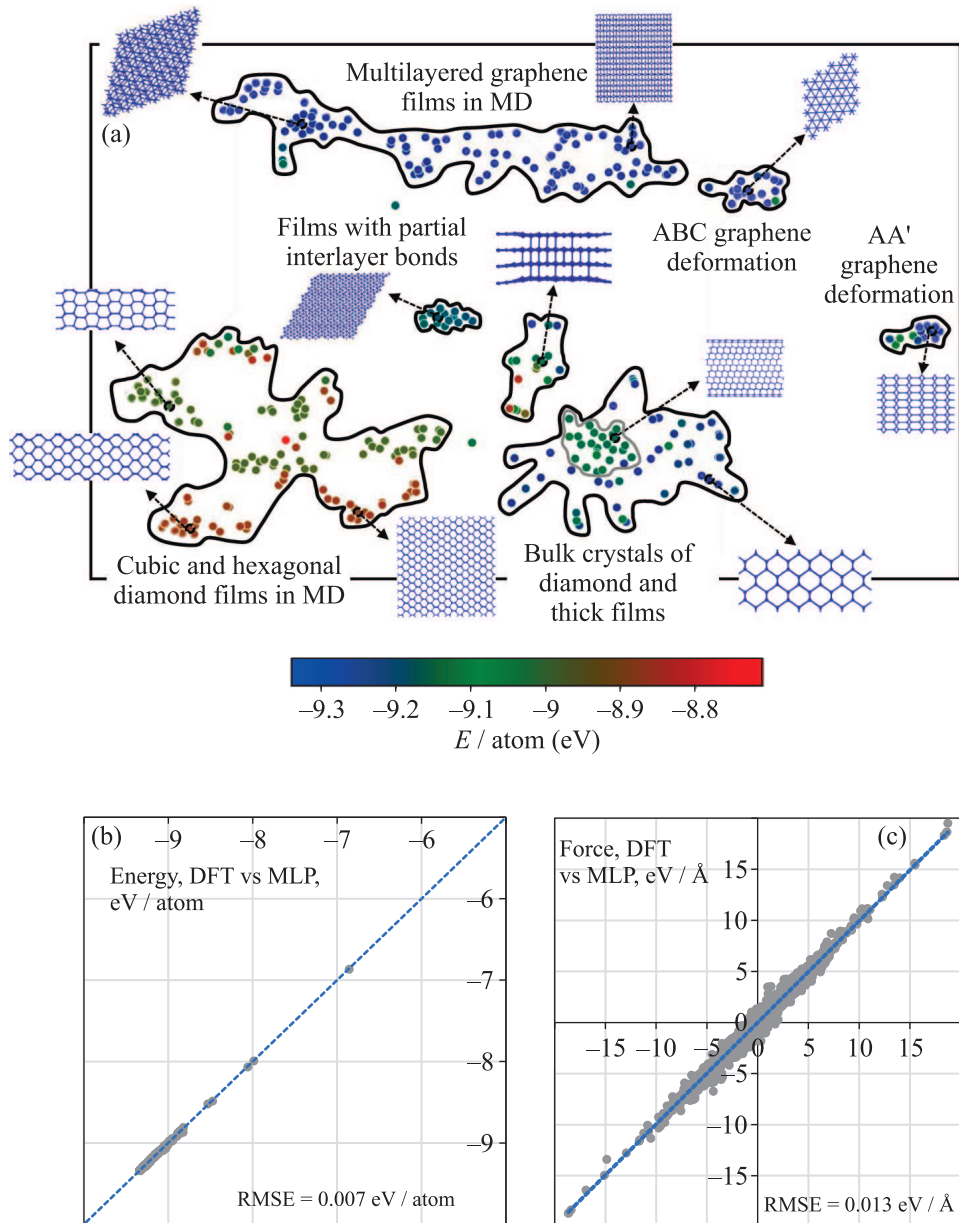 Multilayered graphene
films in MD
(a)
Films with partial
interlayer bonds
ABC graphene
deformation
AA'
graphene
deformation
Cubic and hexagonal
diamond films in MD
Bulk crystals of
diamond and
thick films
–9.3 –9.2 –9.1 –9 –8.9 –8.8
E / atom (eV)
(b)
–9 –8 –7 –6
Energy, DFT vs MLP,
eV / atom
–6
–7
–8
–9
RMSE = 0.007 eV / atom
(c)
Force, DFT
vs MLP, eV / Å
15
10
5
0
–15 –10 –5 0 5 10 15
–5
–10
–15
RMSE = 0.013 eV / Å